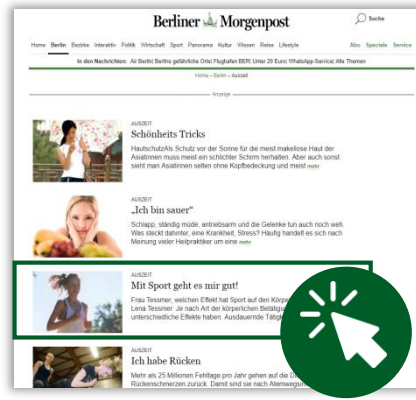 Berliner Morgenpost
Suche
Home Berlin Bezirke Interaktiv Politik Wirtschaft Sport Panorama Kultur Wissen Reise Lifestyle Abo Specials Service
In den Nachrichten: Air Berlin| Berlins gefährliche Orte| Flughafen BER| Unter 29 Euro| WhatsApp-Service| Alle Themen
Home – Berlin – Auszeit
Anzeige
AUSZEIT
Schönheits Tricks
HautschutzAls Schutz vor der Sonne für die meist makellose Haut der
Asiatinnen muss meist ein schlichter Schirm herhalten. Aber auch sonst
sieht man Asiatinnen selten ohne Kopfbedeckung und meist mehr
AUSZEIT
„Ich bin sauer“
Schlapp, ständig müde, antriebsarm und die Gelenke tun auch noch weh.
Was steckt dahinter, eine Krankheit, Stress? Häufig handelt es sich nach
Meinung vieler Heilpraktiker um eine mehr
AUSZEIT
Mit Sport geht es mir gut!
Frau Tessmer, welchen Effekt hat Sport auf den
Lena Tessmer: Je nach Art der körperlichen
unterschiedliche Effekte haben. Ausdauernde
AUSZEIT
Ich habe Rücken
Mehr als 25 Millionen Fehltage pro Jahr gehen auf die
Rückenschmerzen zurück. Damit sind sie nach